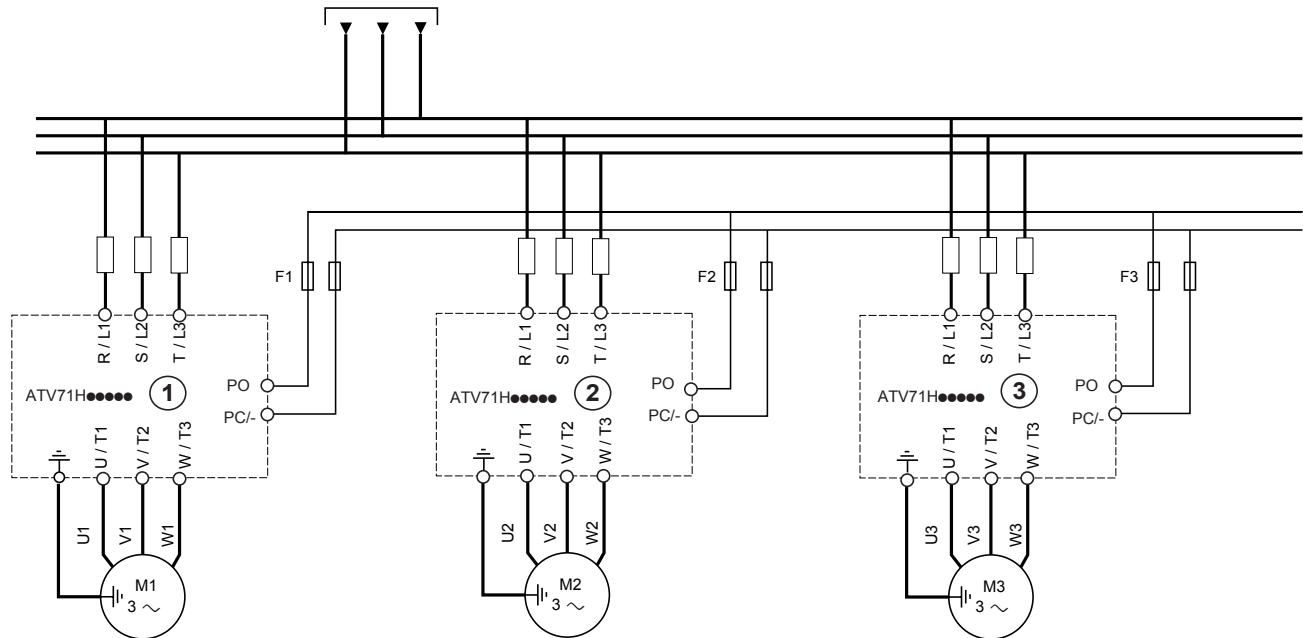 F1
F2
F3
R / L1
S / L2
T / L3
R / L1
S / L2
T / L3
R / L1
S / L2
T / L3
ATV71H●●●●●
1
PO
PC/-
ATV71H●●●●●
2
PO
PC/-
ATV71H●●●●●
3
PO
PC/-
U / T1
V / T2
W / T3
U / T1
V / T2
W / T3
U / T1
V / T2
W / T3
U1
V1
W1
U2
V2
W2
U3
V3
W3
M1
3 ~
M2
3 ~
M3
3 ~